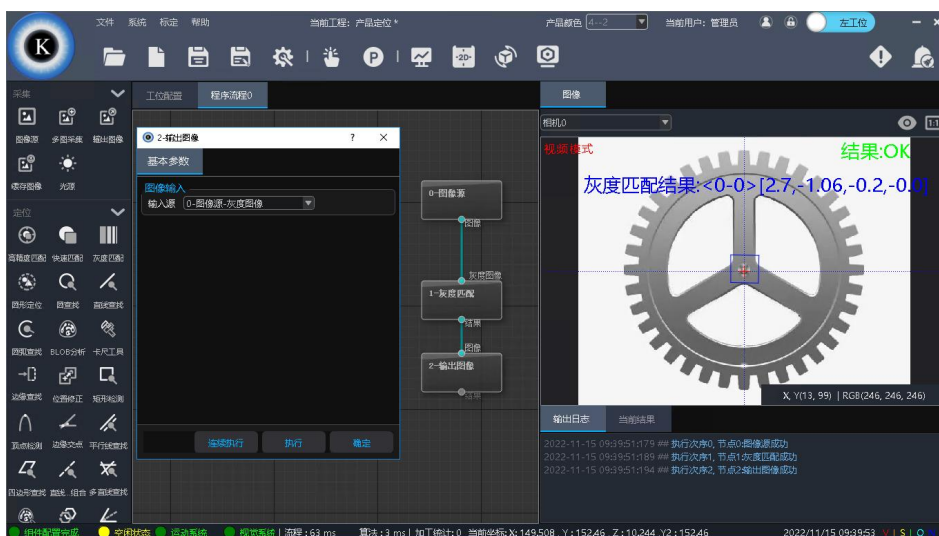 文件 系统 标定 帮助 当前工程: 产品定位 * 产品颜色 4--2 当前用户: 管理员 左工位
K
P -2D-
采集 工位配置 程序流程0 图像
图像源 多图采集 输出图像
相机0 1:1
缓存图像 光源
定位
高精度匹配 快速匹配 灰度匹配
圆形定位 圆查找 直线查找
圆弧查找 BLOB分析 卡尺工具
边缘查找 位置修正 矩形检测
顶点检测 边缘交点 平行线查找
四边形查找 直线...组合 多直线查找
2-输出图像 ? ×
基本参数
图像输入
输入源 0-图像源-灰度图像
连续执行 执行 确定
0-图像源
图像
灰度图像
1-灰度匹配
结果
图像
2-输出图像
结果
视频模式 结果:OK
灰度匹配结果:<0-0>[2.7,-1.06,-0.2,-0.0]
X, Y(13, 99) | RGB(246, 246, 246)
输出日志 当前结果
2022-11-15 09:39:51:179 ## 执行次序0, 节点0:图像源成功
2022-11-15 09:39:51:189 ## 执行次序1, 节点1:灰度匹配成功
2022-11-15 09:39:51:194 ## 执行次序2, 节点2:输出图像成功
组件配置完成 空闲状态 运动系统 视觉系统 | 流程 : 63 ms 算法 : 3 ms | 加工统计: 0 当前坐标: X: 149.508 , Y : 152.46 , Z : 10.244 ,Y2 : 152.46 2022/11/15 09:39:53 V | S | O